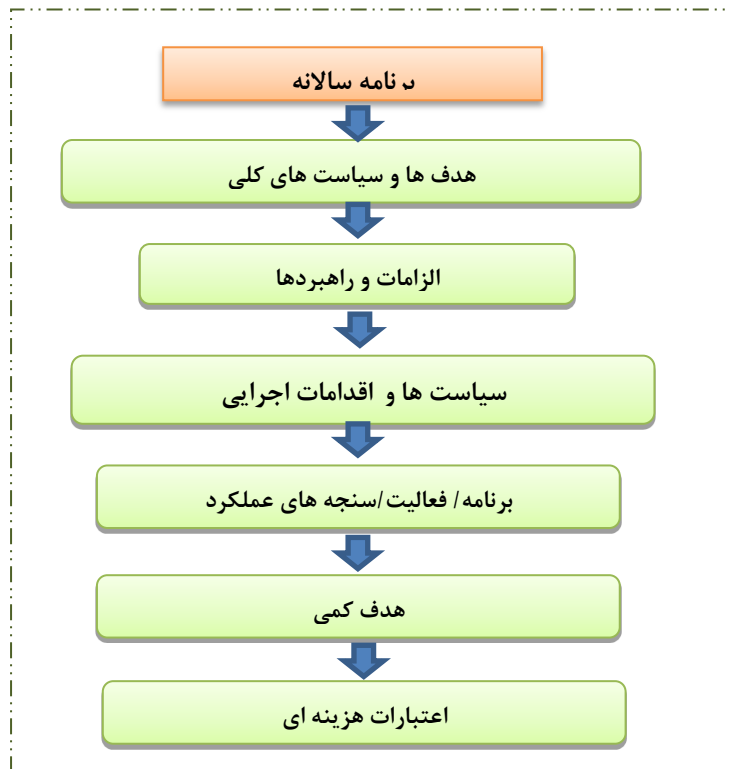 برنامه سالانه
هدف ها و سیاست های کلی
الزامات و راهبردها
سیاست ها و اقدامات اجرایی
برنامه/ فعالیت/سنجه های عملکرد
هدف کمی
اعتبارات هزینه ای